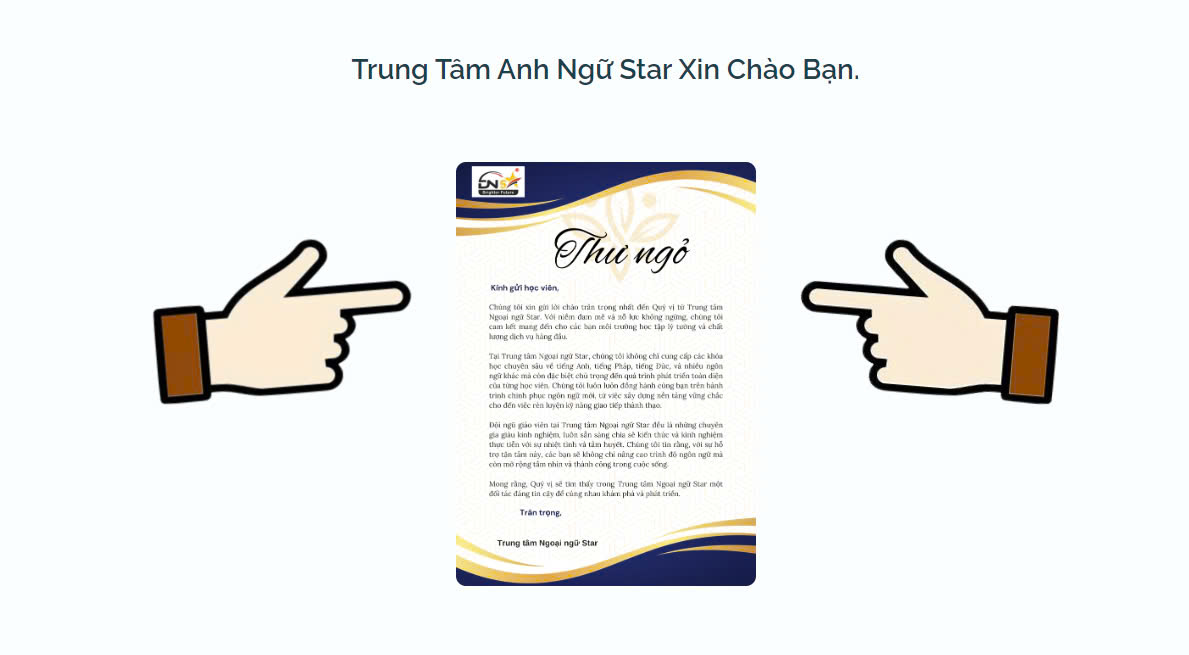 Trung Tâm Anh Ngữ Star Xin Chào Bạn.
Brighter Future
Thư ngỏ
Kính gửi học viên,
Chúng tôi xin gửi lời chào trân trọng nhất đến Quý vị từ Trung tâm
Ngoại ngữ Star. Với niềm đam mê và nỗ lực không ngừng, chúng tôi
cam kết mang đến cho các bạn môi trường học tập lý tưởng và chất
lượng dịch vụ hàng đầu.
Tại Trung tâm Ngoại ngữ Star, chúng tôi không chỉ cung cấp các khóa
học chuyên sâu về tiếng Anh, tiếng Pháp, tiếng Đức, và nhiều ngôn
ngữ khác mà còn đặc biệt chú trọng đến quá trình phát triển toàn diện
của từng học viên. Chúng tôi luôn luôn đồng hành cùng bạn trên hành
trình chinh phục ngôn ngữ mới, từ việc xây dựng nền tảng vững chắc
cho đến việc rèn luyện kỹ năng giao tiếp thành thạo.
Đội ngũ giáo viên tại Trung tâm Ngoại ngữ Star đều là những chuyên
gia giàu kinh nghiệm, luôn sẵn sàng chia sẻ kiến thức và kinh nghiệm
thực tiễn với sự nhiệt tình và tâm huyết. Chúng tôi tin rằng, với sự hỗ
trợ tận tâm này, các bạn sẽ không chỉ nâng cao trình độ ngôn ngữ mà
còn mở rộng tầm nhìn và thành công trong cuộc sống.
Mong rằng, Quý vị sẽ tìm thấy trong Trung tâm Ngoại ngữ Star một
đối tác đáng tin cậy để cùng nhau khám phá và phát triển.
Trân trọng,
Trung tâm Ngoại ngữ Star